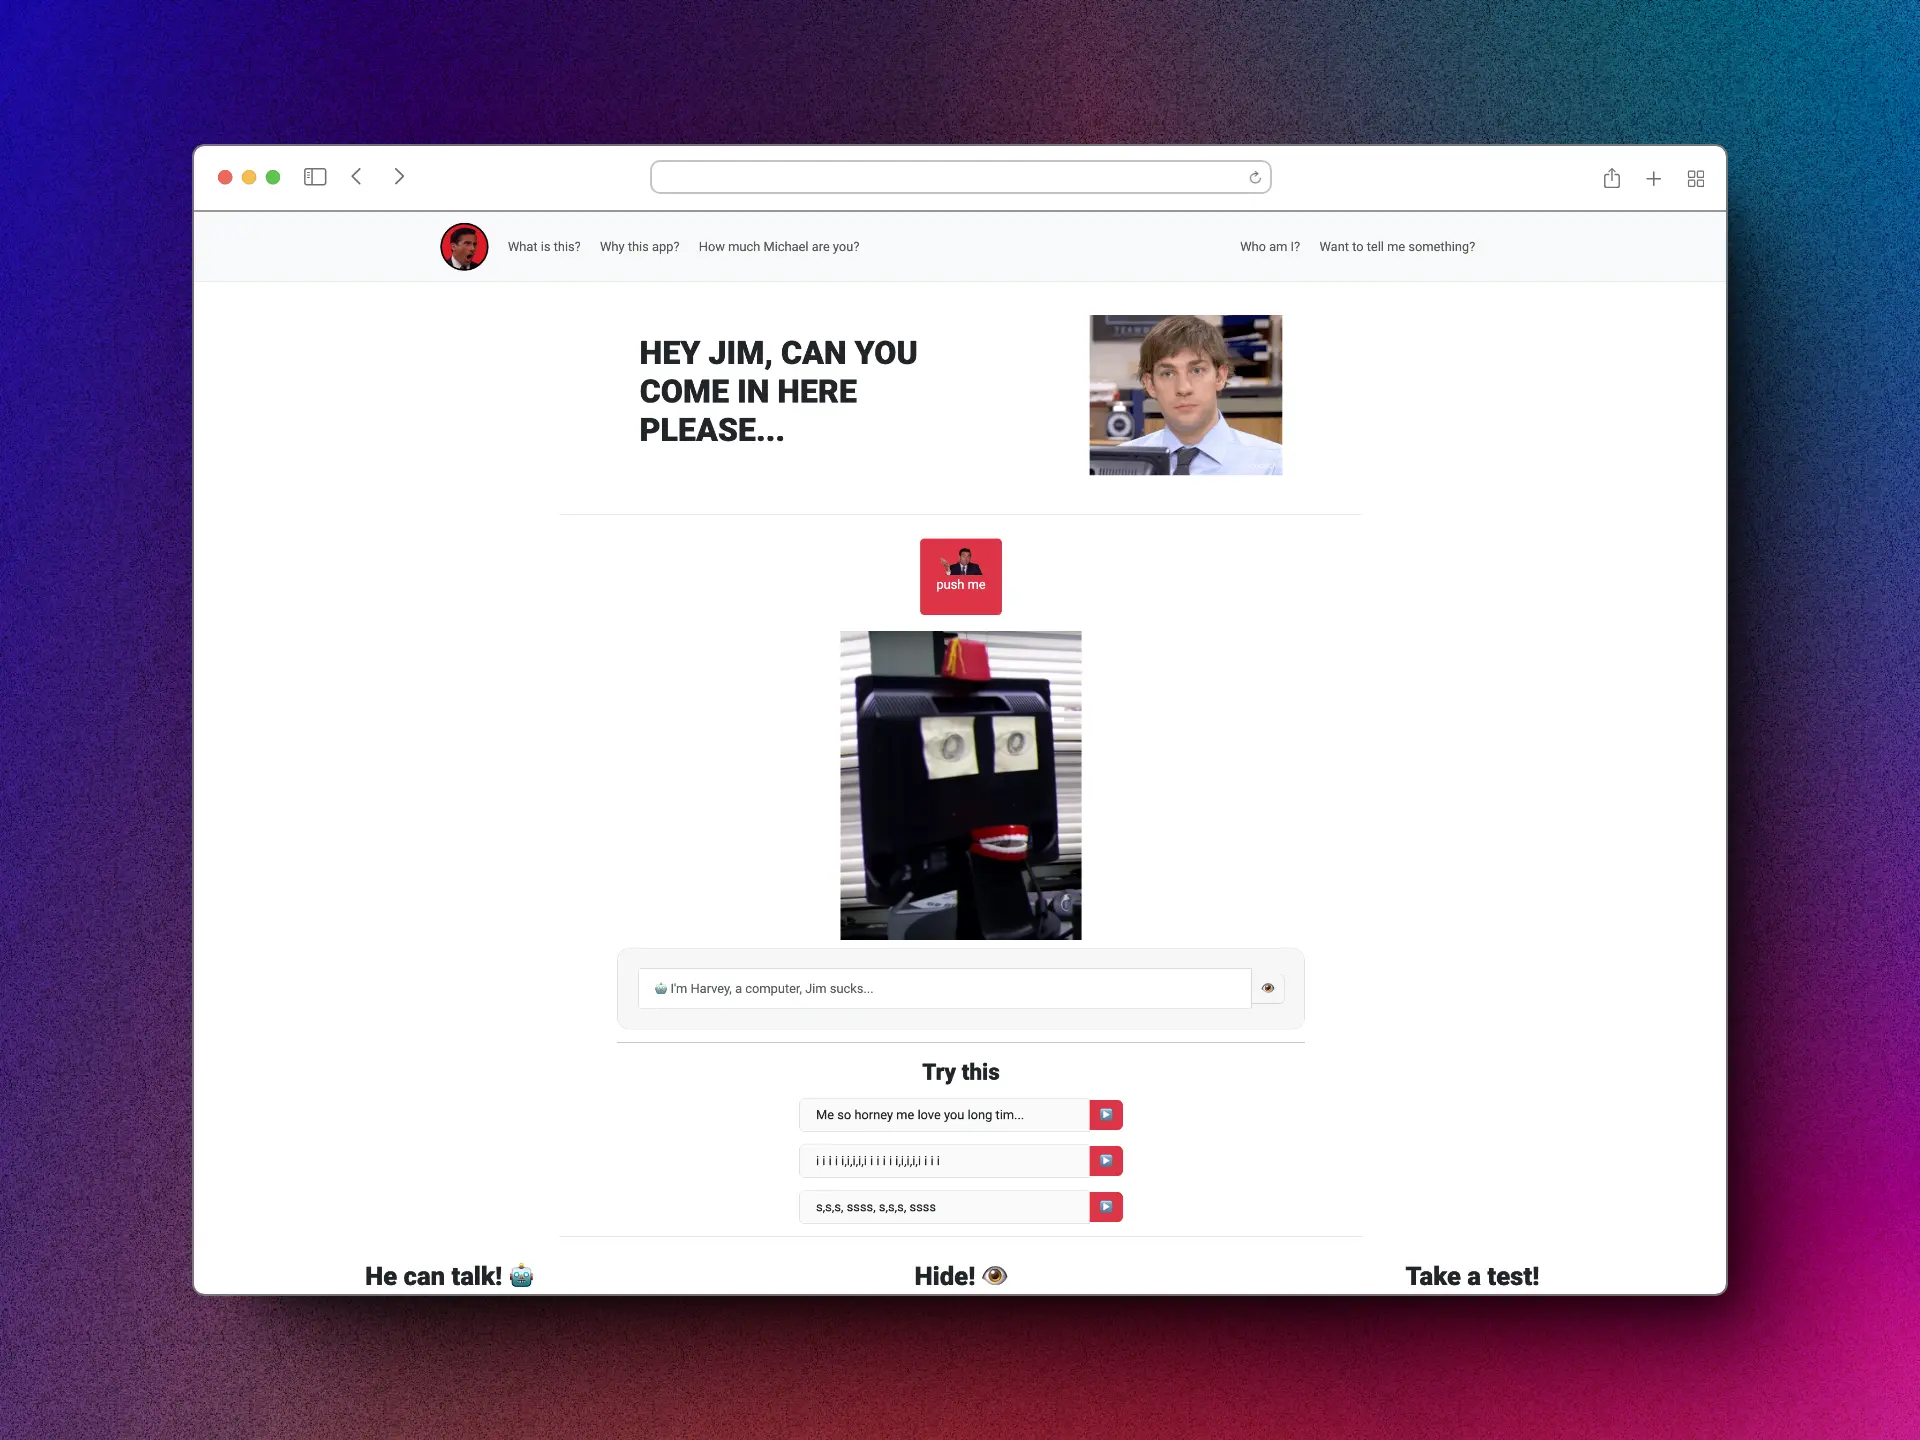 What is this? Why this app? How much Michael are you? Who am I? Want to tell me something?
HEY JIM, CAN YOU
COME IN HERE
PLEASE...
push me
I'm Harvey, a computer, Jim sucks...
Try this
Me so horney me love you long tim...
i i i i i,i,i,i,i i i i i i,i,i,i,i i i i
s,s,s, ssss, s,s,s, ssss
He can talk! Hide! Take a test!